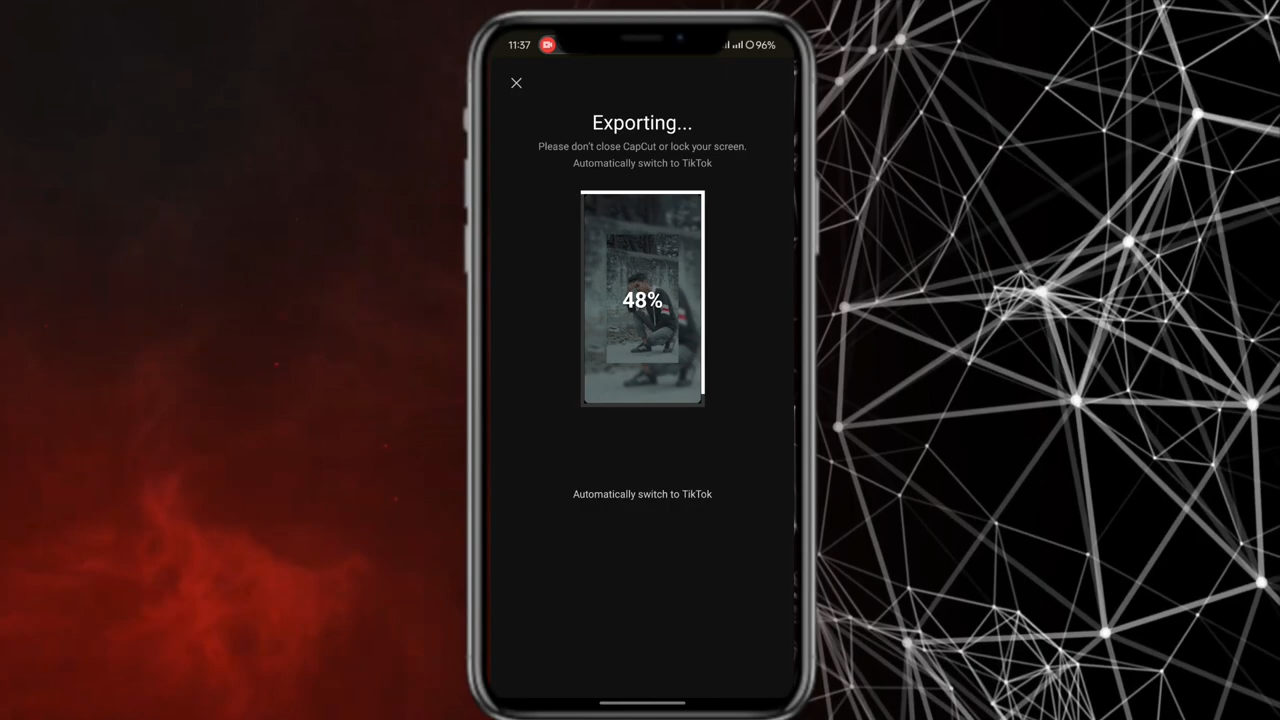 11:37
96%
Exporting...
Please don't close CapCut or lock your screen.
Automatically switch to TikTok
48%
Automatically switch to TikTok